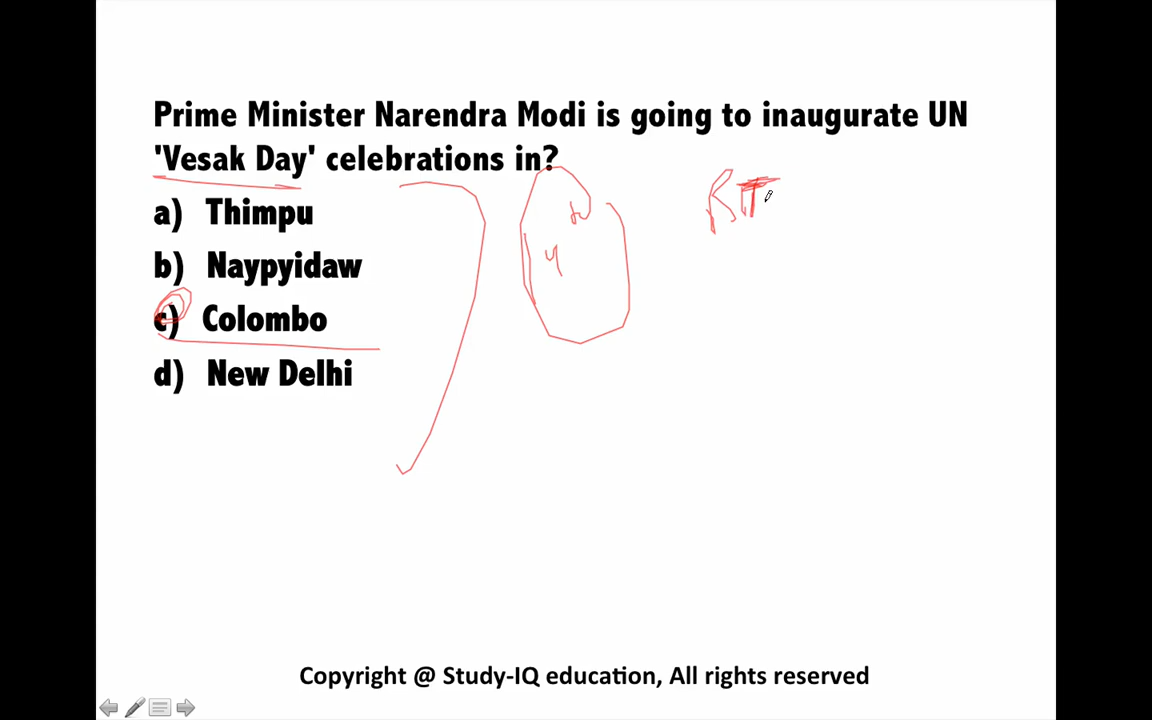 Prime Minister Narendra Modi is going to inaugurate UN
'Vesak Day' celebrations in?
a) Thimpu
b) Naypyidaw
c) Colombo
d) New Delhi
Copyright @ Study-IQ education, All rights reserved